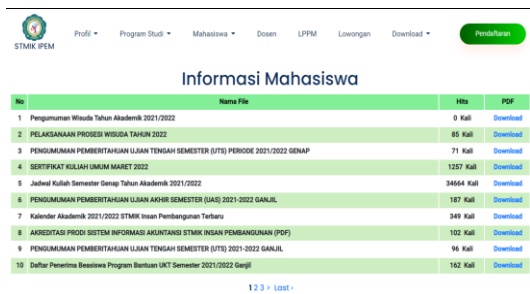 Profil Program Studi Mahasiswa Dosen LPPM Lowongan Download Pendaftaran
STMIK IPEM
Informasi Mahasiswa
No Nama File Hits PDF
1 Pengumuman Wisuda Tahun Akademik 2021/2022 0 Kali Download
2 PELAKSANAAN PROSESI WISUDA TAHUN 2022 85 Kali Download
3 PENGUMUMAN PEMBERITAHUAN UJIAN TENGAH SEMESTER (UTS) PERIODE 2021/2022 GENAP 71 Kali Download
4 SERTIFIKAT KULIAH UMUM MARET 2022 1257 Kali Download
5 Jadwal Kuliah Semester Genap Tahun Akademik 2021/2022 34664 Kali Download
6 PENGUMUMAN PEMBERITAHUAN UJIAN AKHIR SEMESTER (UAS) 2021-2022 GANJIL 187 Kali Download
7 Kalender Akademik 2021/2022 STMIK Insan Pembangunan Terbaru 349 Kali Download
8 AKREDITASI PRODI SISTEM INFORMASI AKUNTANSI STMIK INSAN PEMBANGUNAN (PDF) 102 Kali Download
9 PENGUMUMAN PEMBERITAHUAN UJIAN TENGAH SEMESTER (UTS) 2021-2022 GANJIL 96 Kali Download
10 Daftar Penerima Beasiswa Program Bantuan UKT Semester 2021/2022 Ganjil 162 Kali Download
1 2 3 > Last ›